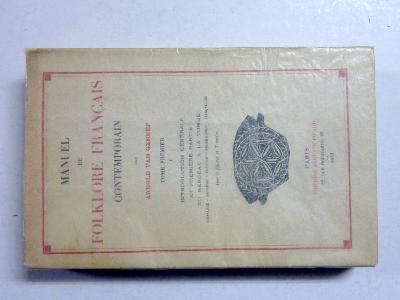 MANUEL
DE
FOLKLORE FRANÇAIS
CONTEMPORAIN
PAR
ARNOLD VAN GENNEP
TOME PREMIER
I
INTRODUCTION GÉNÉRALE
ET PREMIÈRE PARTIE :
DU BERCEAU A LA TOMBE
PARIS